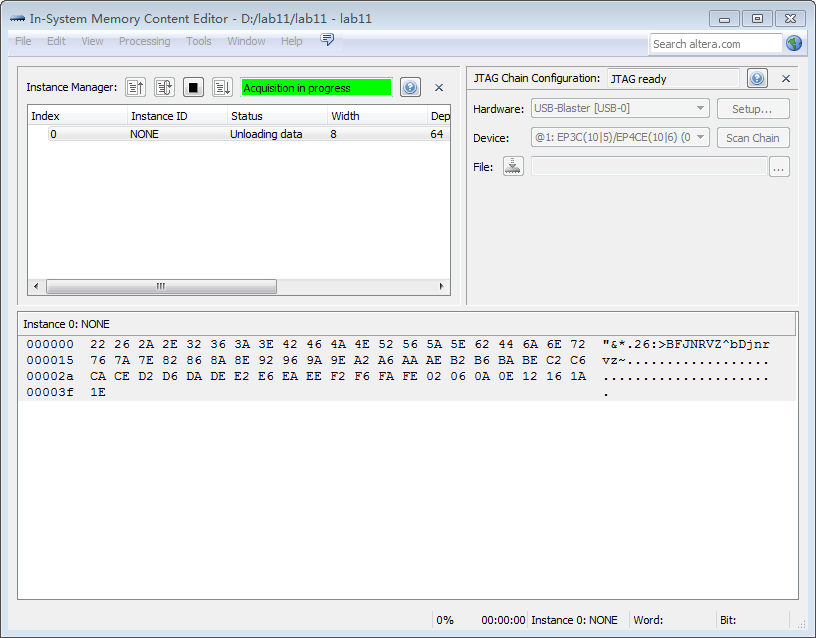 In-System Memory Content Editor - D:/lab11/lab11 - lab11
File Edit View Processing Tools Window Help
Search altera.com
Instance Manager: Acquisition in progress
Index Instance ID Status Width Dep
0 NONE Unloading data 8 64
JTAG Chain Configuration: JTAG ready
Hardware: USB-Blaster [USB-0] Setup...
Device: @1: EP3C(10|5)/EP4CE(10|6) (0 Scan Chain
File: ...
Instance 0: NONE
000000 22 26 2A 2E 32 36 3A 3E 42 46 4A 4E 52 56 5A 5E 62 44 6A 6E 72 "&*.26:>BFJNRVZ^bDjnr
000015 76 7A 7E 82 86 8A 8E 92 96 9A 9E A2 A6 AA AE B2 B6 BA BE C2 C6 vz~..................
00002a CA CE D2 D6 DA DE E2 E6 EA EE F2 F6 FA FE 02 06 0A 0E 12 16 1A .....................
00003f 1E .
0% 00:00:00 Instance 0: NONE Word: Bit: